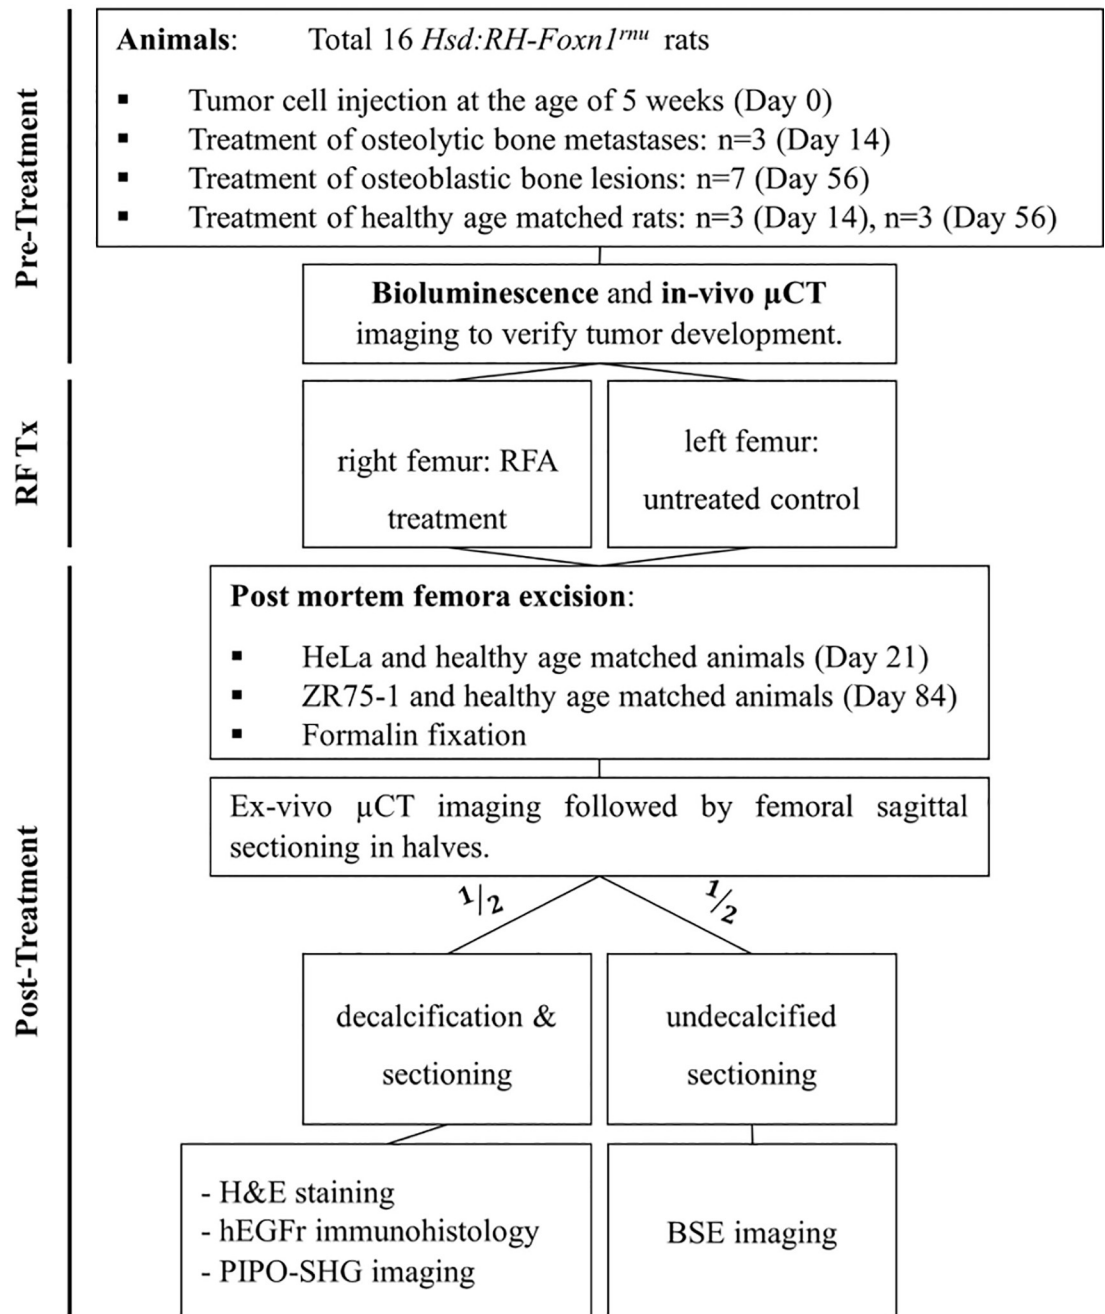 Pre-Treatment
Animals: Total 16 Hsd:RH-Foxn1rnu rats
▪ Tumor cell injection at the age of 5 weeks (Day 0)
▪ Treatment of osteolytic bone metastases: n=3 (Day 14)
▪ Treatment of osteoblastic bone lesions: n=7 (Day 56)
▪ Treatment of healthy age matched rats: n=3 (Day 14), n=3 (Day 56)
Bioluminescence and in-vivo µCT
imaging to verify tumor development.
RF Tx
right femur: RFA
treatment
left femur:
untreated control
Post-Treatment
Post mortem femora excision:
▪ HeLa and healthy age matched animals (Day 21)
▪ ZR75-1 and healthy age matched animals (Day 84)
▪ Formalin fixation
Ex-vivo µCT imaging followed by femoral sagittal
sectioning in halves.
1/2
1/2
decalcification &
sectioning
undecalcified
sectioning
- H&E staining
- hEGFr immunohistology
- PIPO-SHG imaging
BSE imaging